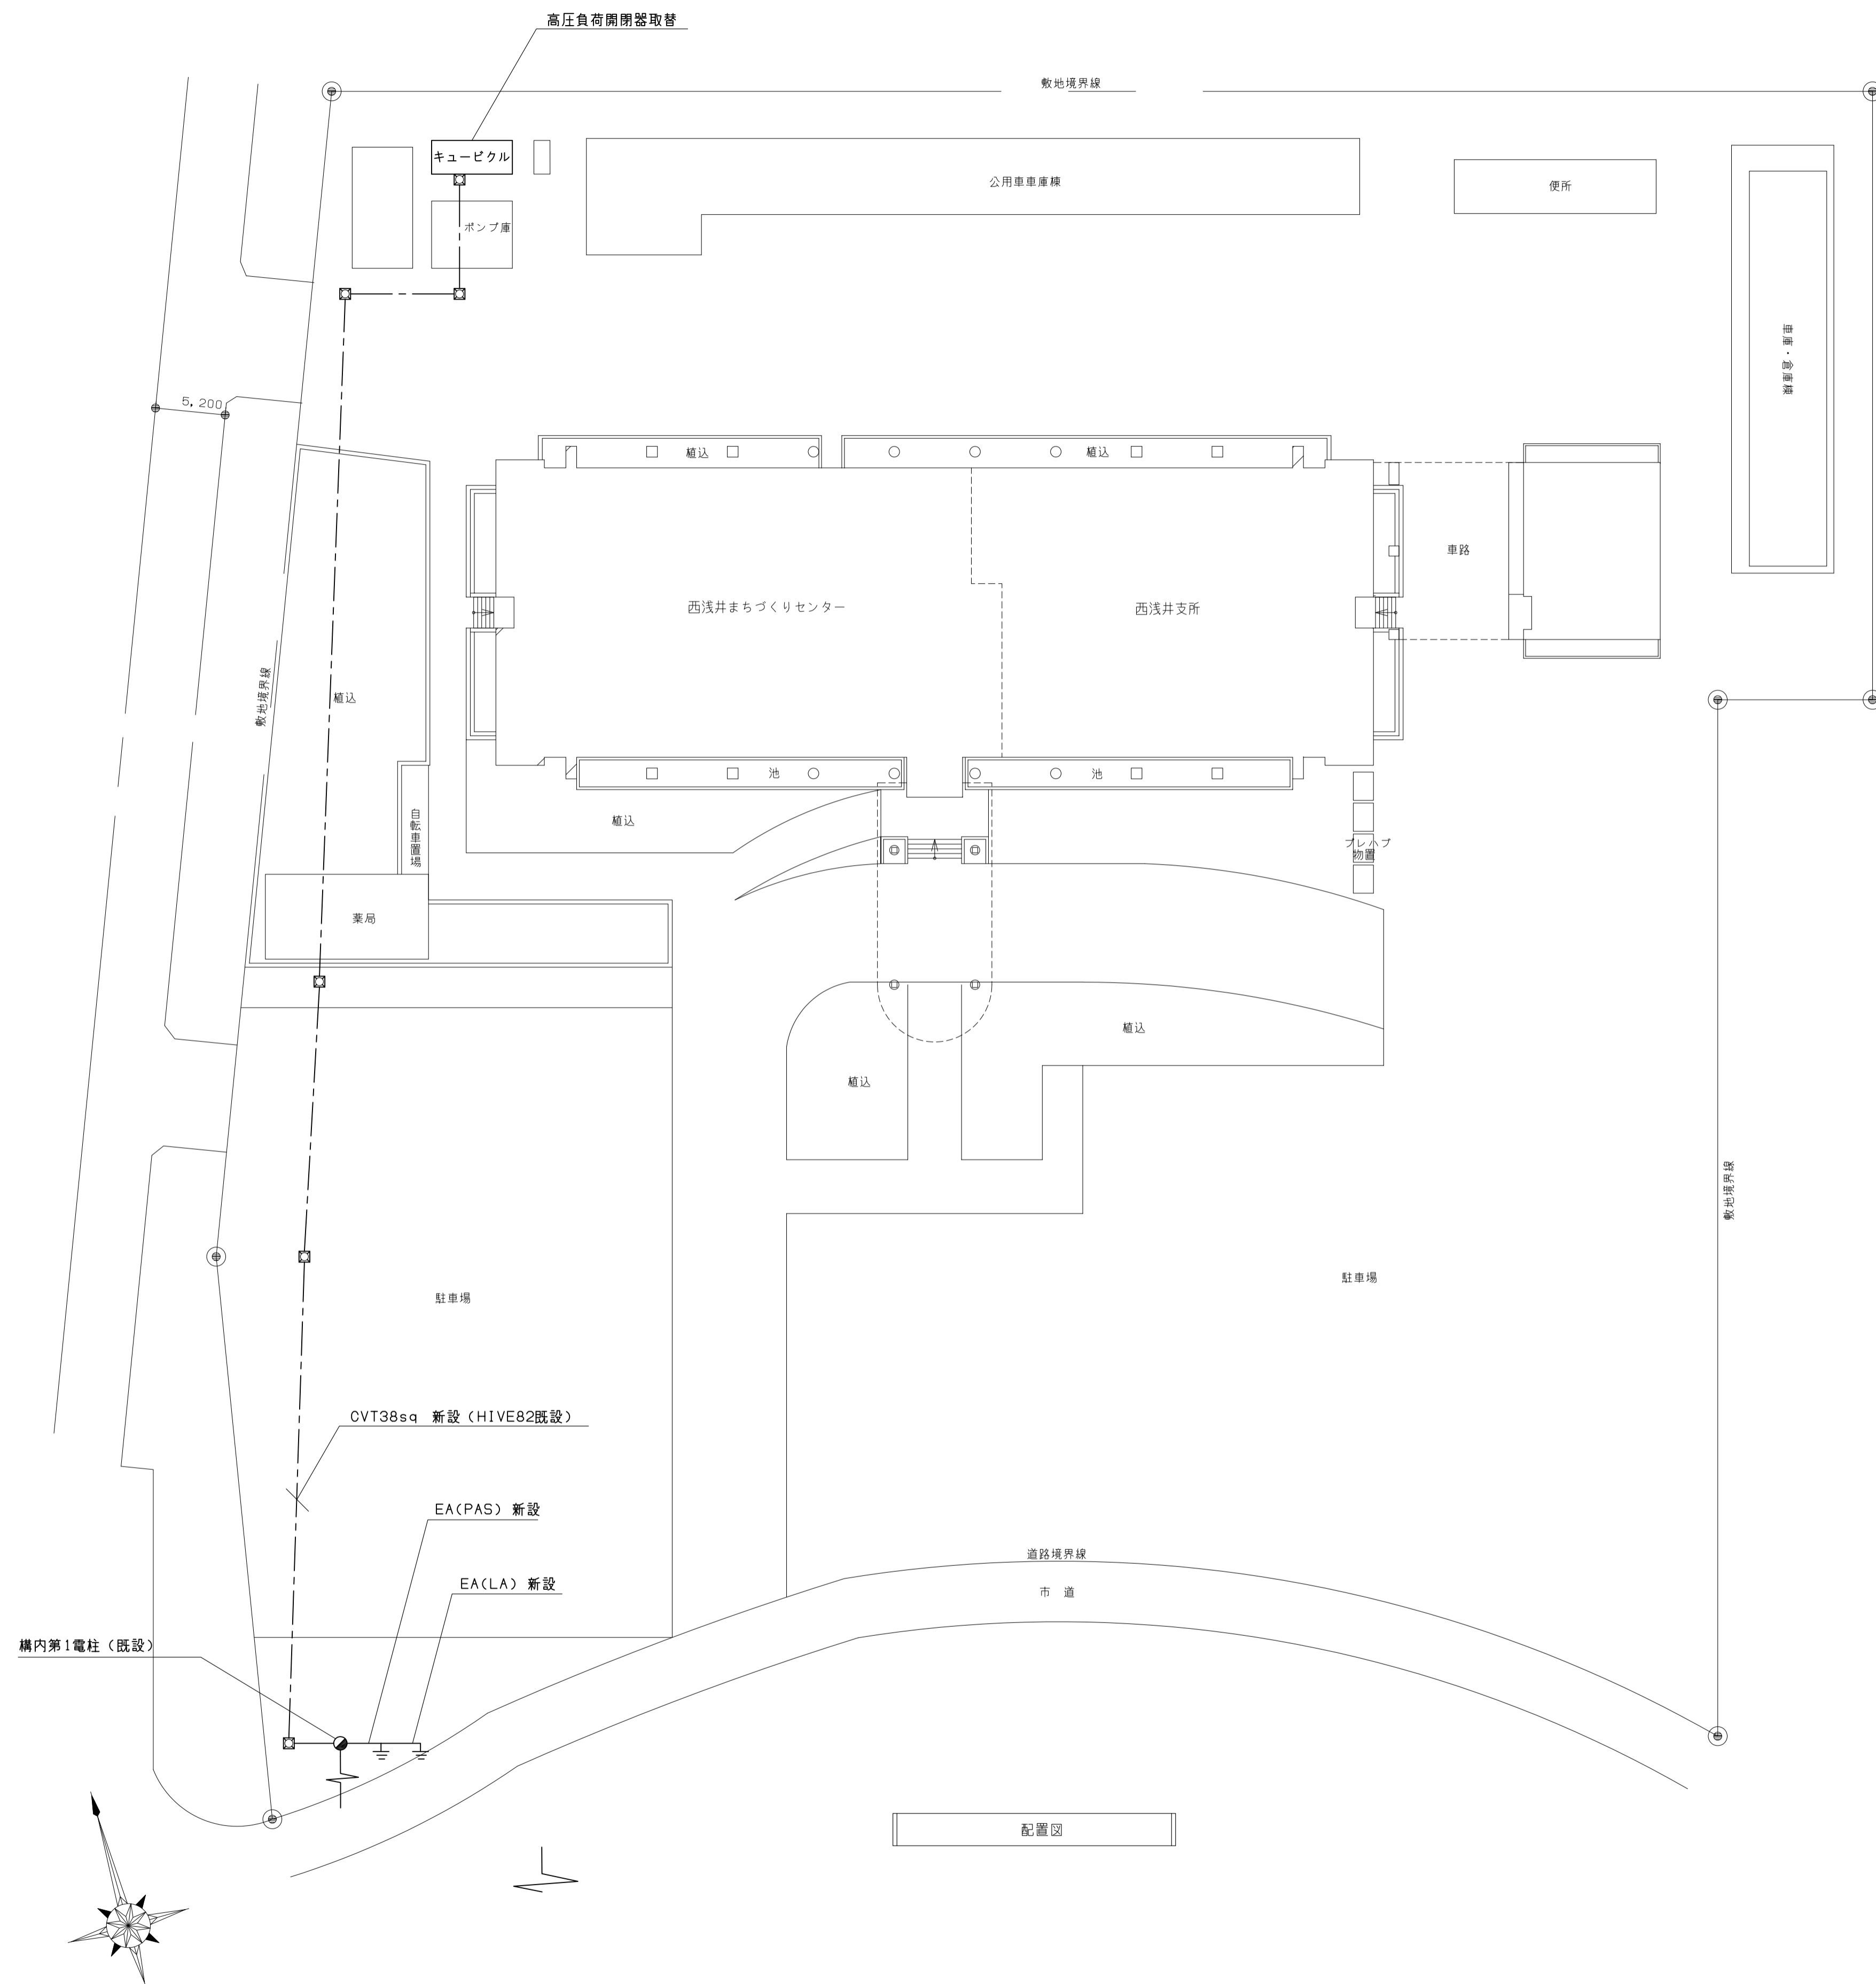 高圧負荷開閉器取替
敷地境界線
キュービクル
公用車車庫棟
便所
ポンプ庫
車庫・倉庫棟
5,200
植込
植込
車路
西浅井まちづくりセンター
西浅井支所
敷地境界線
植込
池
池
自転車置場
植込
プレハブ
物置
薬局
植込
植込
敷地境界線
駐車場
駐車場
CVT38sq 新設（HIVE82既設）
EA(PAS) 新設
道路境界線
EA(LA) 新設
市 道
構内第1電柱（既設）
配置図